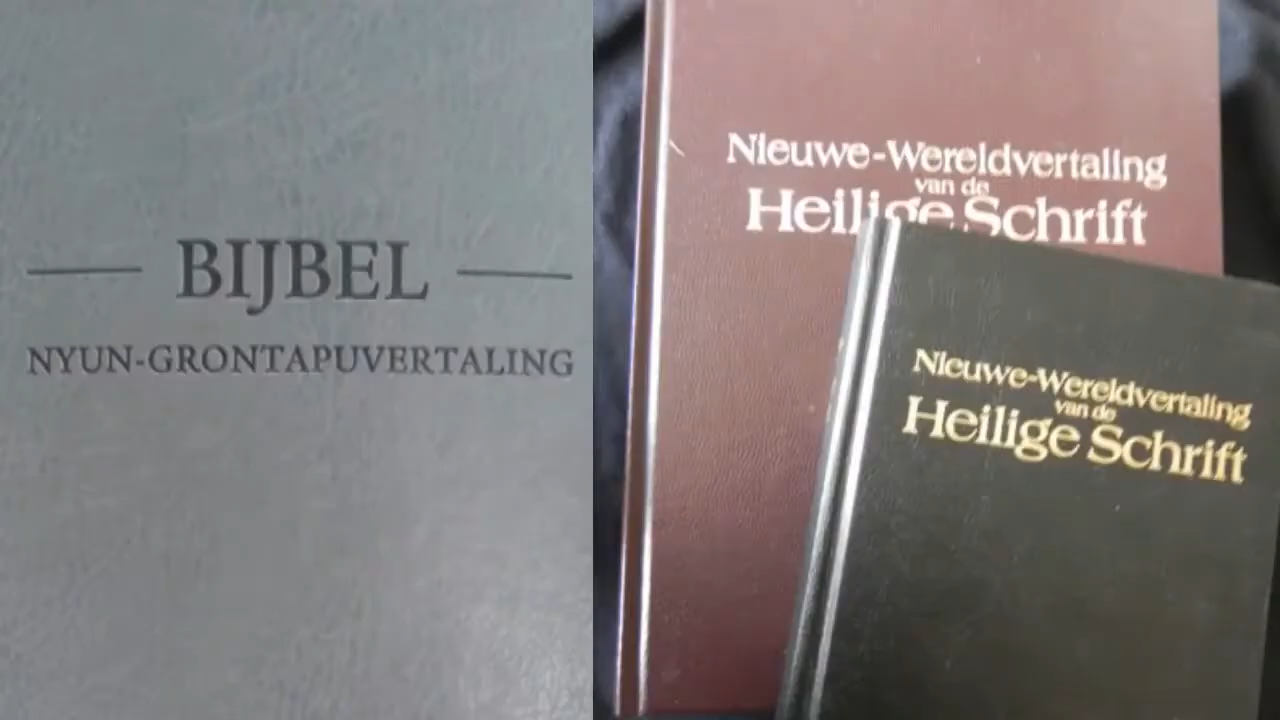 BIJBEL
NYUN-GRONTAPUVERTALING
Nieuwe-Wereldvertaling
van de
Heilige Schrift
Nieuwe-Wereldvertaling
van de
Heilige Schrift